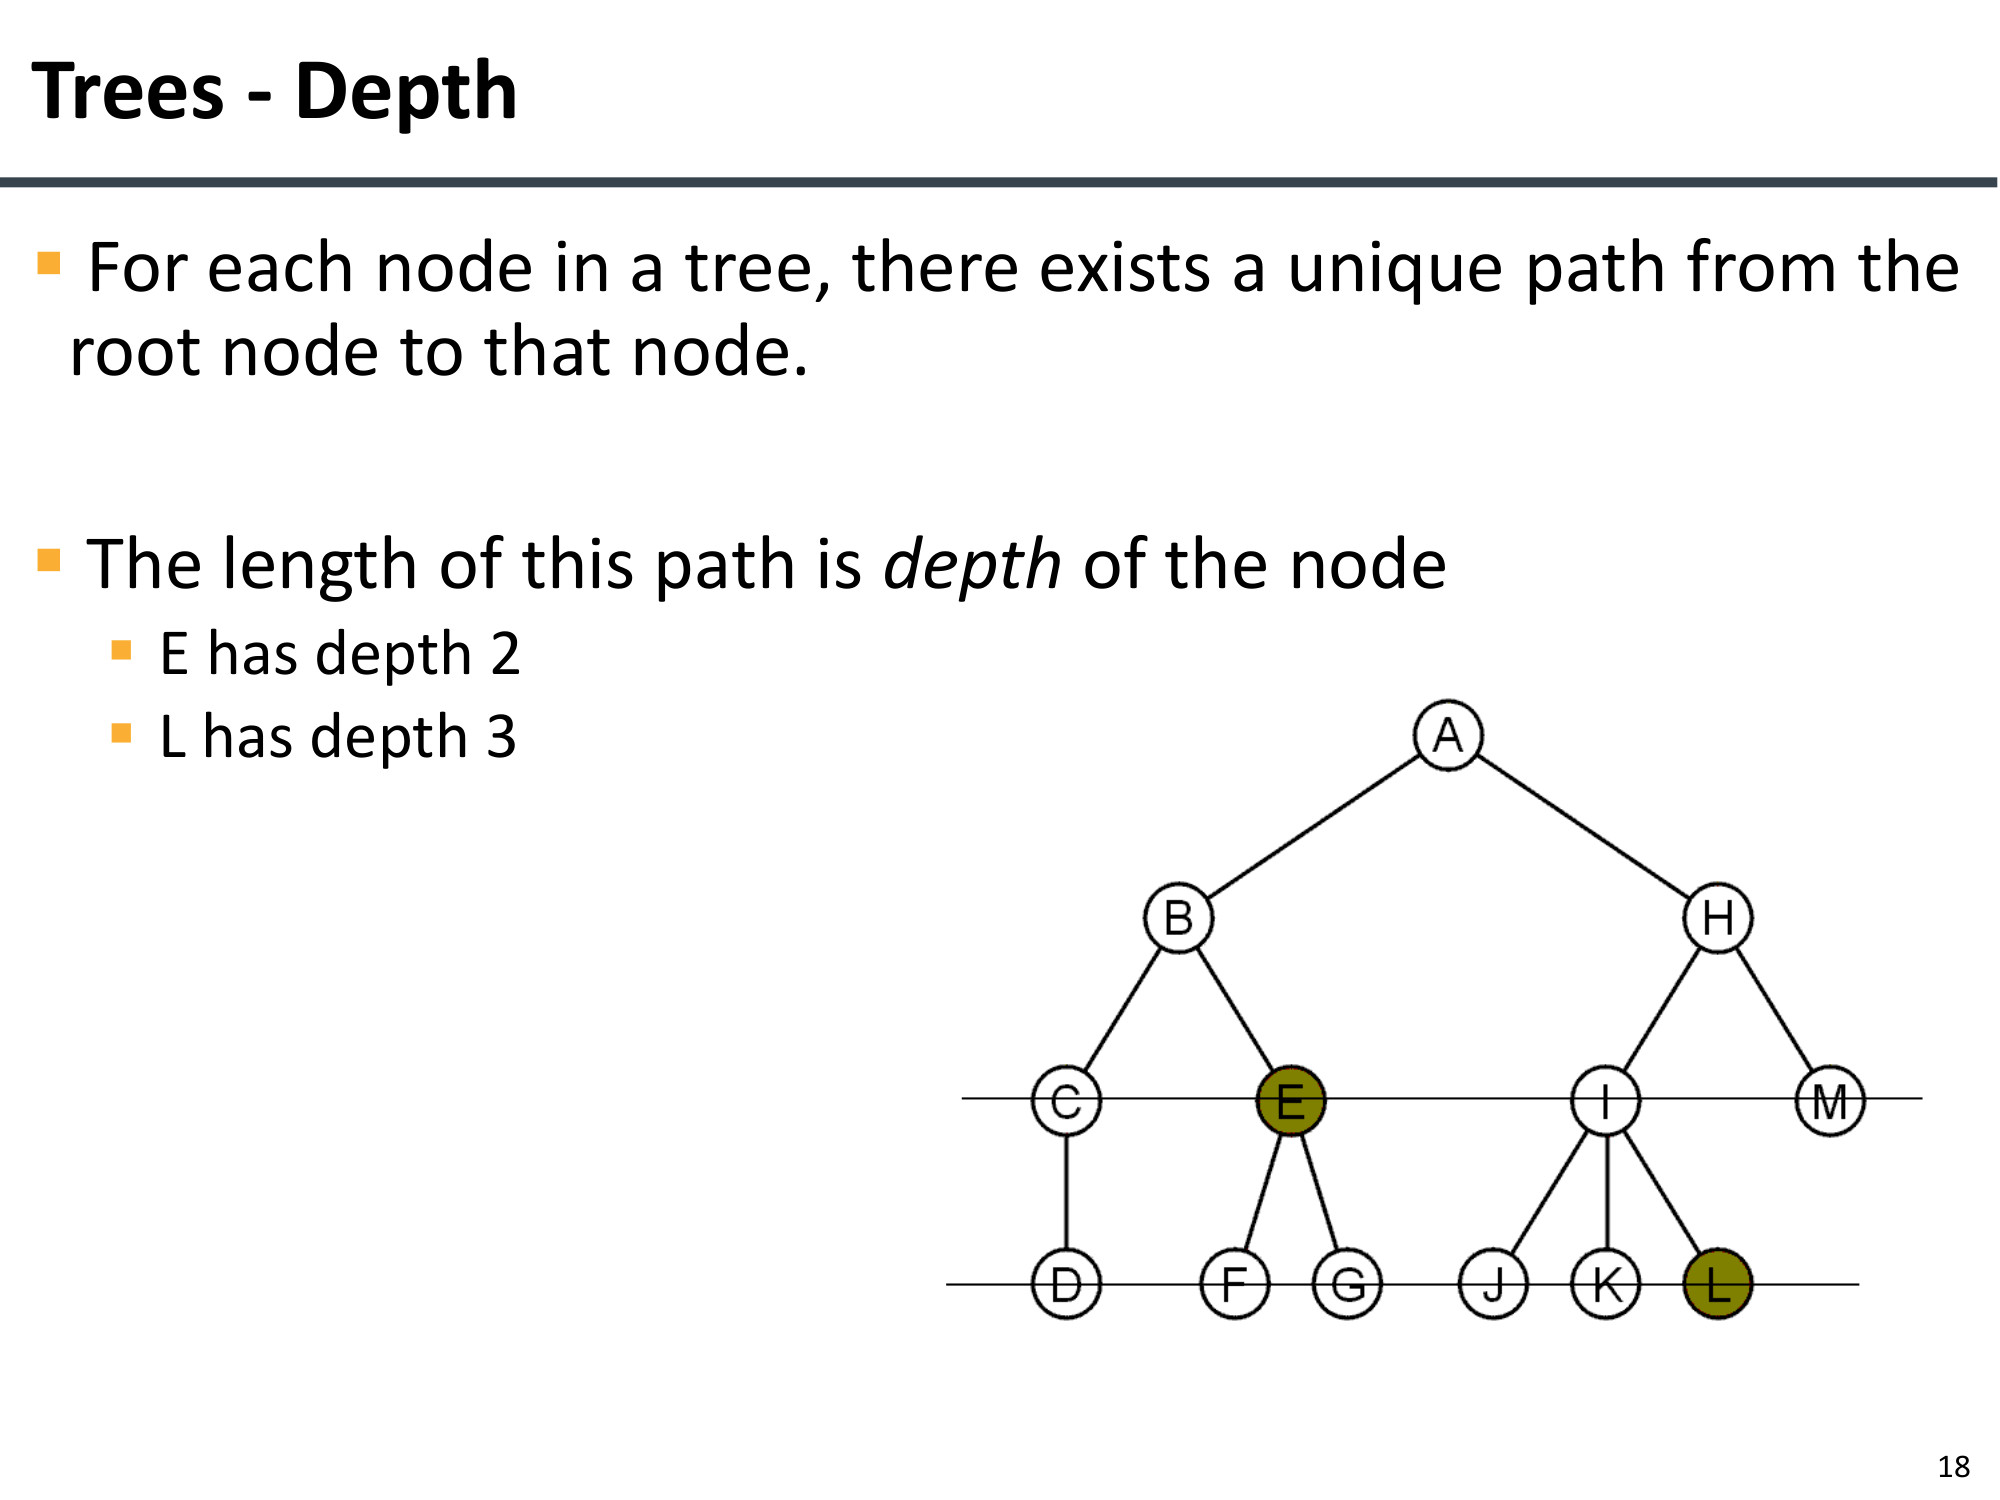 Trees - Depth
For each node in a tree, there exists a unique path from the
root node to that node.
The length of this path is depth of the node
E has depth 2
L has depth 3
A
B H
C E I M
D F G J K L
18